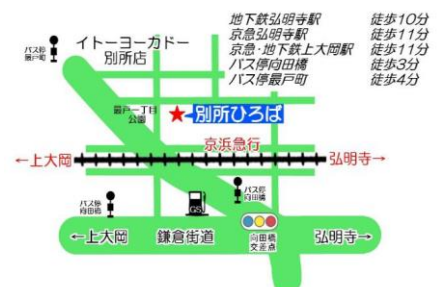 地下鉄弘明寺駅 徒歩10分
京急弘明寺駅 徒歩11分
京急・地下鉄上大岡駅 徒歩11分
バス停向田橋 徒歩3分
バス停最戸町 徒歩4分
バス停
最戸町
イトーヨーカドー
別所店
最戸一丁目
公園
★別所ひろば
京浜急行
←上大岡
弘明寺→
バス停
向田橋
バス停
向田橋
GS
←上大岡
鎌倉街道
向田橋
交差点
弘明寺→